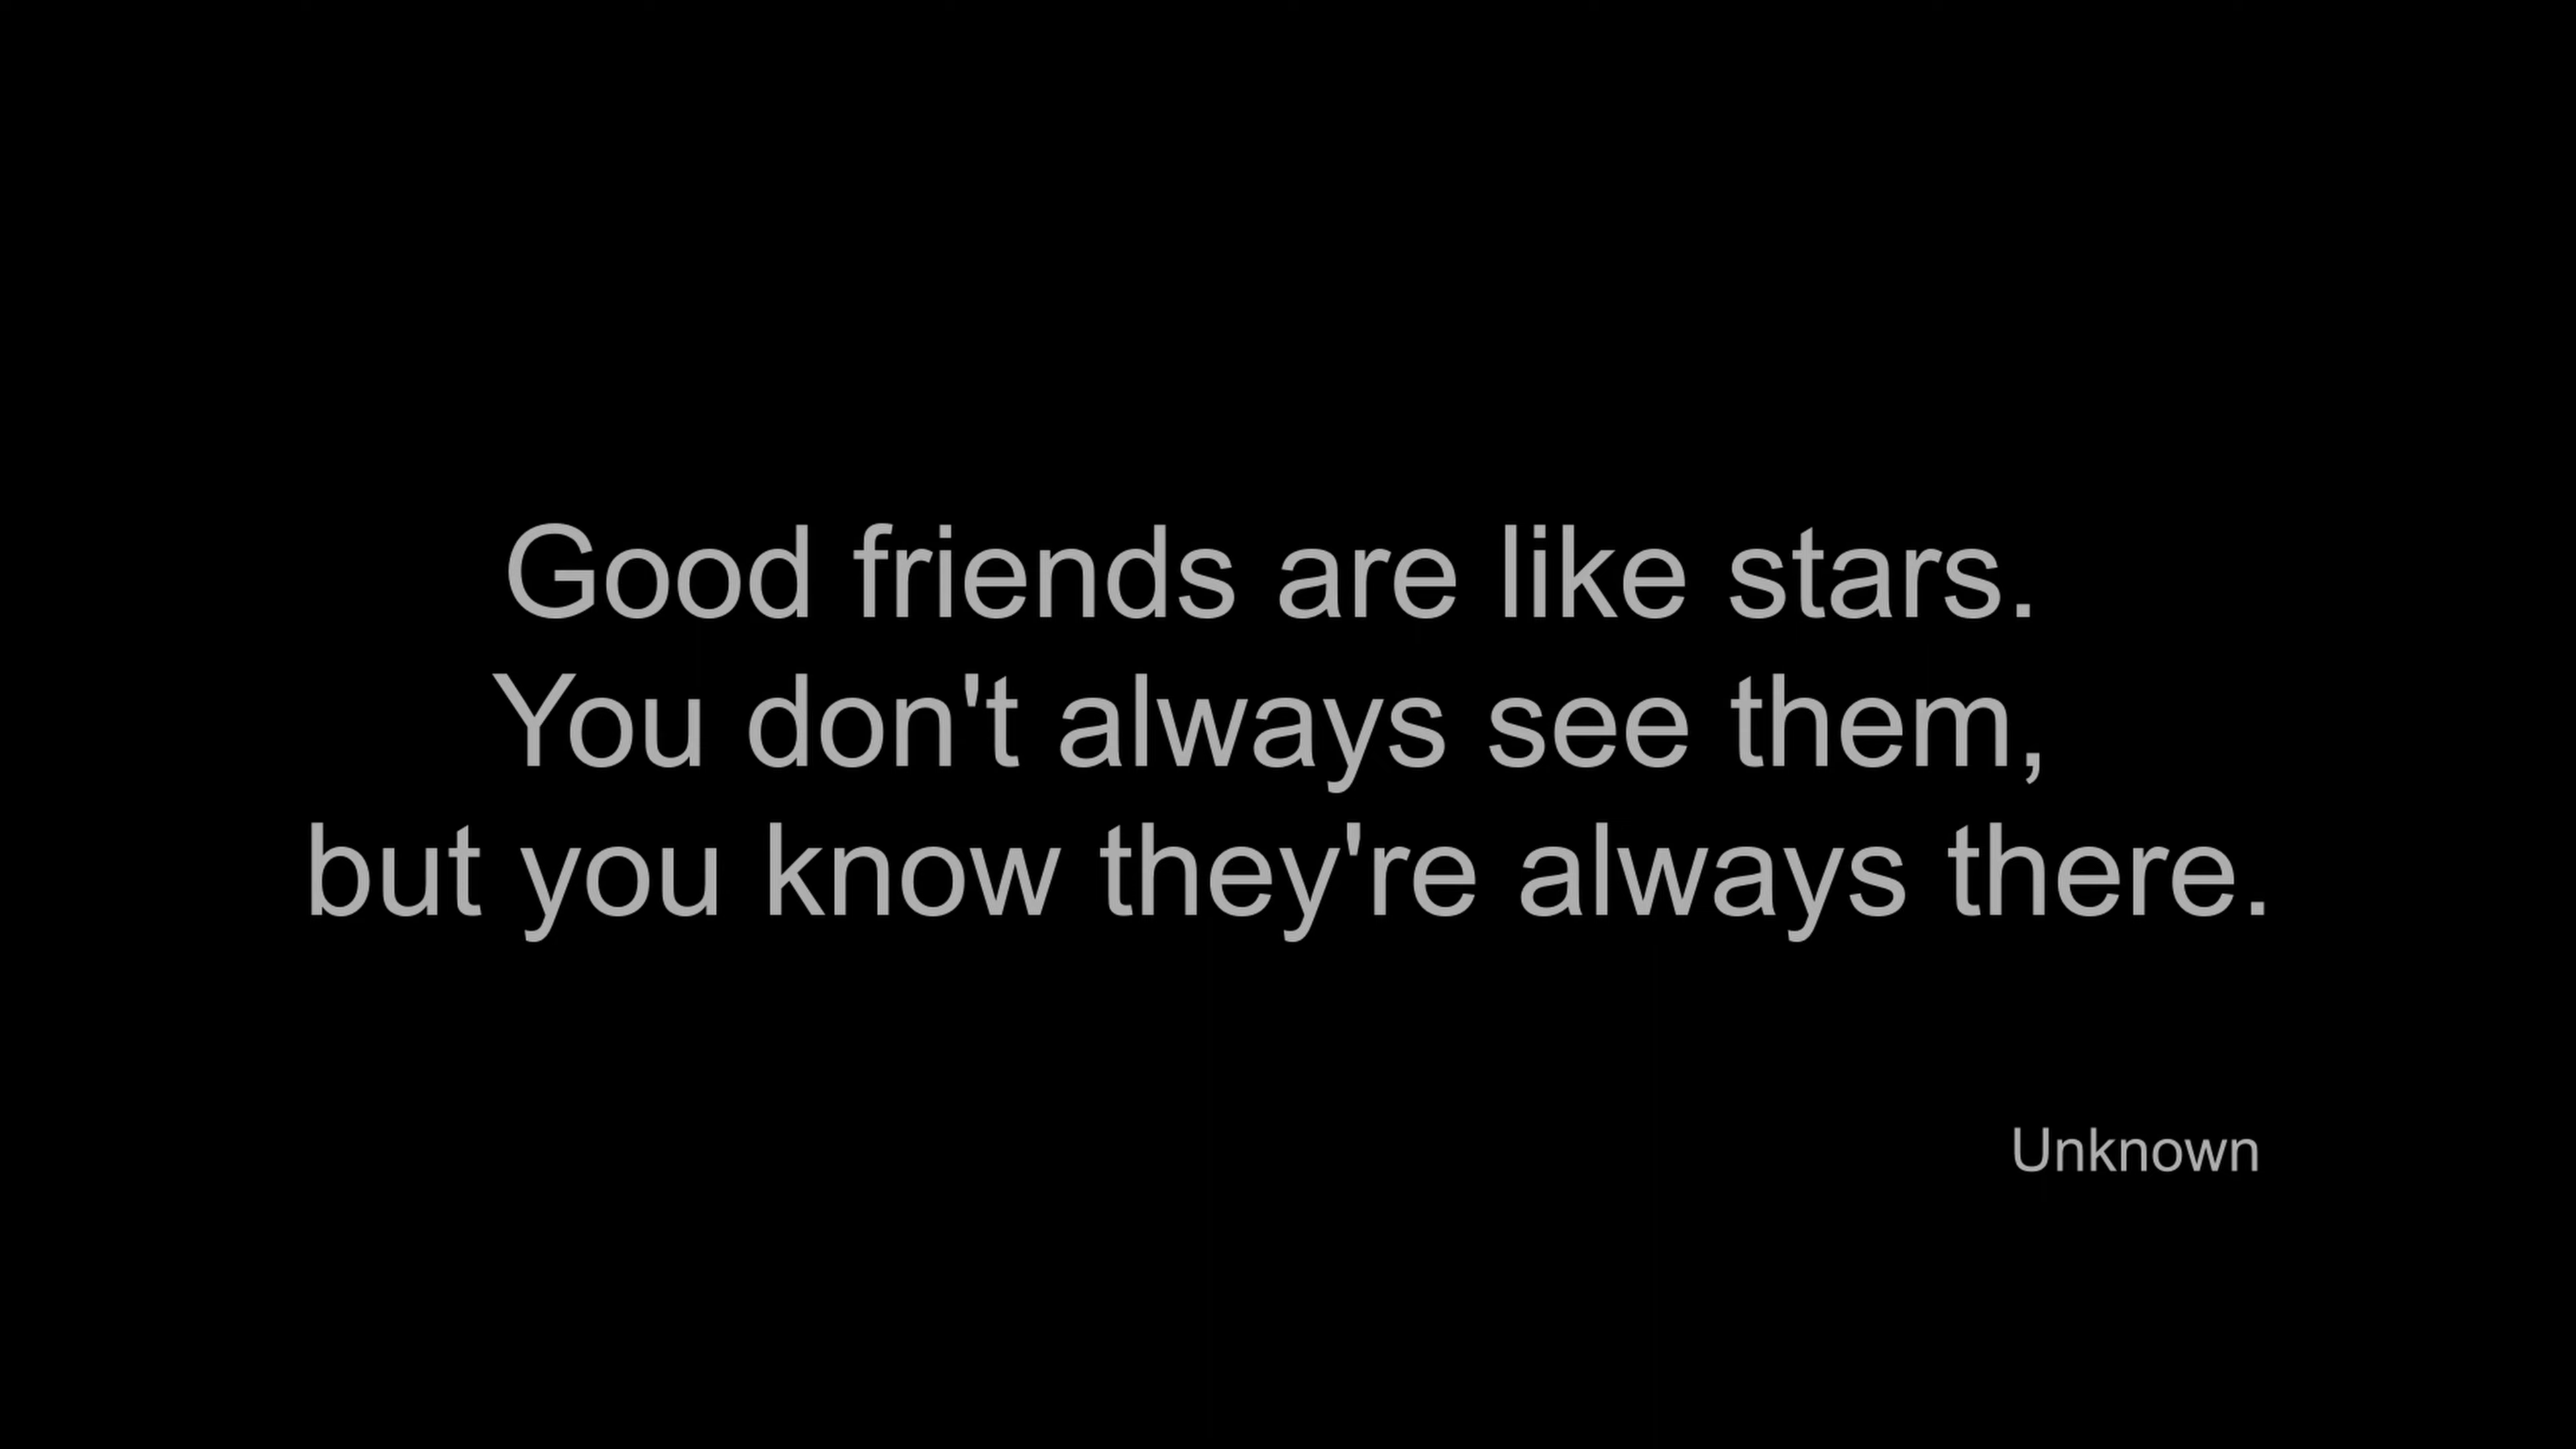 Good friends are like stars.
You don't always see them,
but you know they're always there.
Unknown